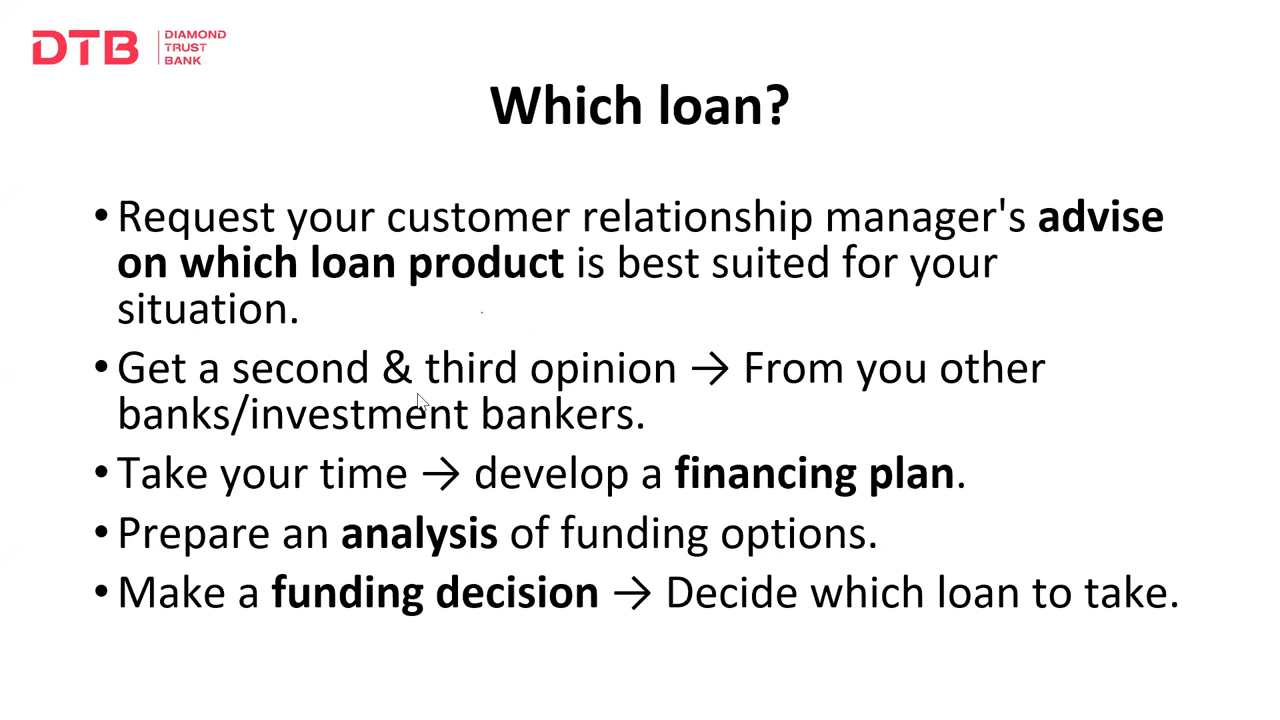 DTB
DIAMOND
TRUST
BANK
Which loan?
• Request your customer relationship manager's advise
on which loan product is best suited for your
situation.
• Get a second & third opinion → From you other
banks/investment bankers.
• Take your time → develop a financing plan.
• Prepare an analysis of funding options.
• Make a funding decision → Decide which loan to take.